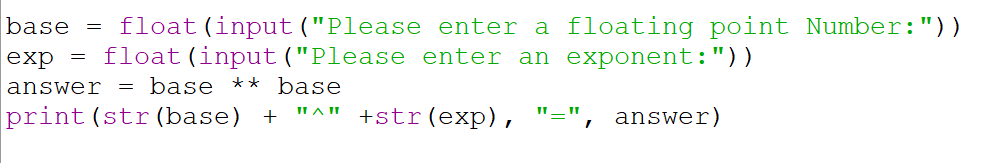 base = float(input("Please enter a floating point Number:"))
exp = float(input("Please enter an exponent:"))
answer = base ** base
print(str(base) + "^" +str(exp), "=", answer)